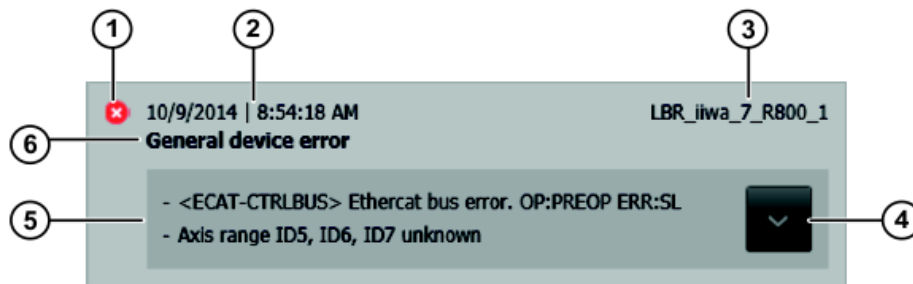 1 2 3
10/9/2014 | 8:54:18 AM LBR_iiwa_7_R800_1
6 General device error
5 - <ECAT-CTRLBUS> Ethercat bus error. OP:PREOP ERR:SL
- Axis range ID5, ID6, ID7 unknown
4